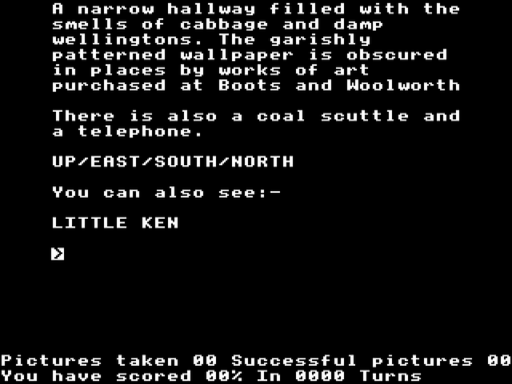 A narrow hallway filled with the
smells of cabbage and damp
wellingtons. The garishly
patterned wallpaper is obscured
in places by works of art
purchased at Boots and Woolworth
There is also a coal scuttle and
a telephone.
UP/EAST/SOUTH/NORTH
You can also see:-
LITTLE KEN
>
Pictures taken 00 Successful pictures 00
You have scored 00% In 0000 Turns